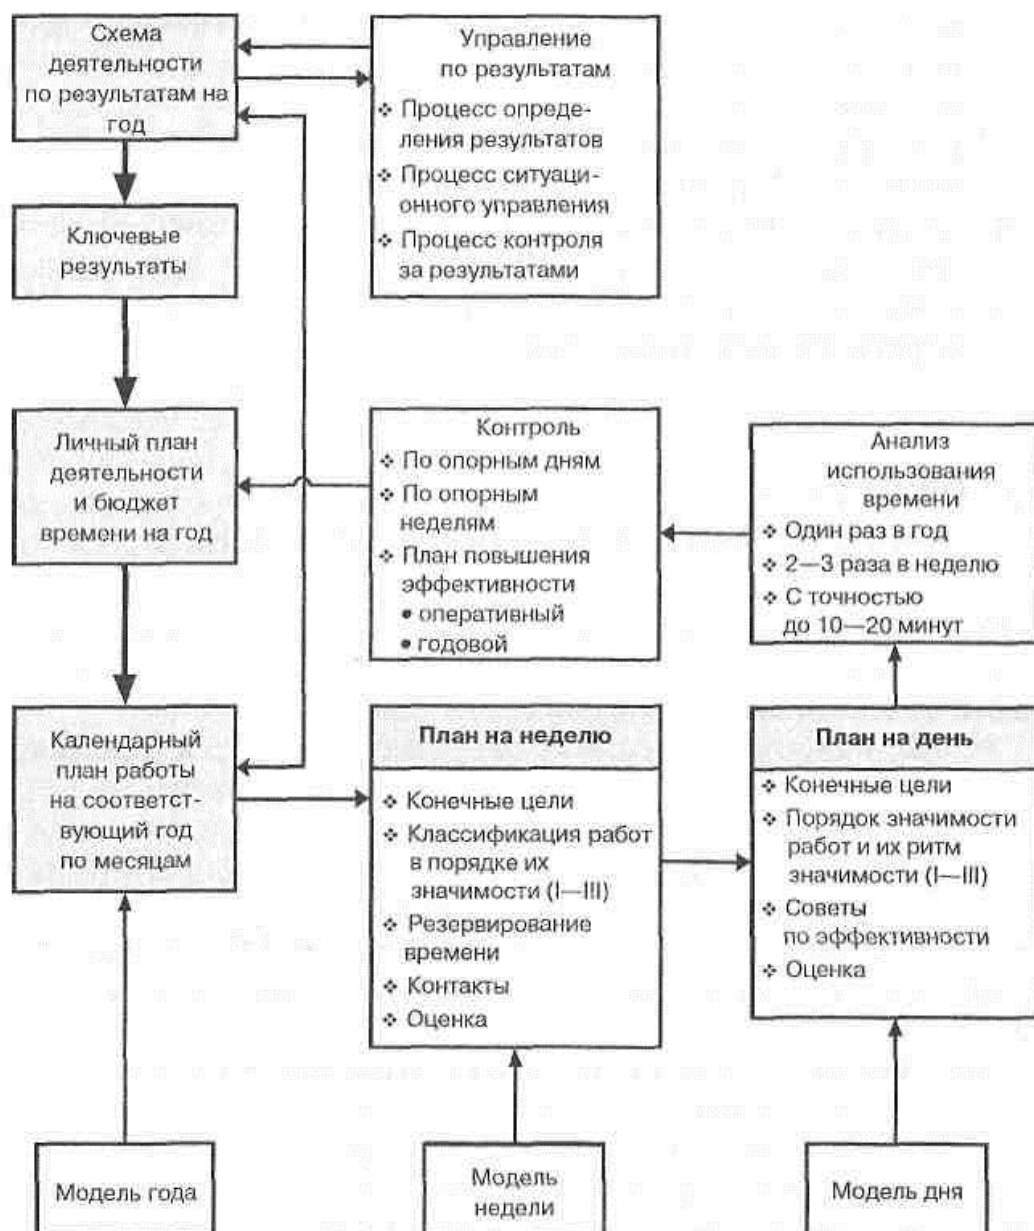 Схема
деятельности
по результатам на
год
Управление
по результатам
❖ Процесс опреде-
ления результатов
❖ Процесс ситуаци-
онного управления
❖ Процесс контроля
за результатами
Ключевые
результаты
Личный план
деятельности
и бюджет
времени на год
Контроль
❖ По опорным дням
❖ По опорным
неделям
❖ План повышения
эффективности
• оперативный
• годовой
Анализ
использования
времени
❖ Один раз в год
❖ 2—3 раза в неделю
❖ С точностью
до 10—20 минут
Календарный
план работы
на соответст-
вующий год
по месяцам
План на неделю
❖ Конечные цели
❖ Классификация работ
в порядке их
значимости (I—III)
❖ Резервирование
времени
❖ Контакты
❖ Оценка
План на день
❖ Конечные цели
❖ Порядок значимости
работ и их ритм
значимости (I—III)
❖ Советы
по эффективности
❖ Оценка
Модель года
Модель
недели
Модель дня